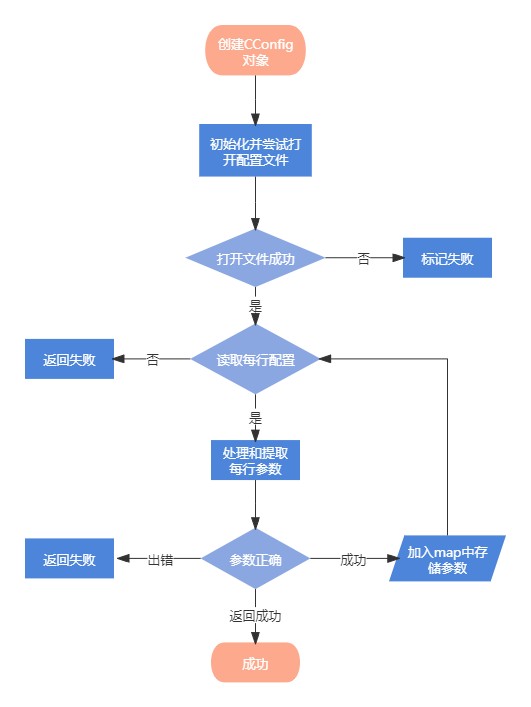 创建CConfig
对象
初始化并尝试打
开配置文件
打开文件成功
否
标记失败
是
返回失败
否
读取每行配置
是
处理和提取
每行参数
返回失败
出错
参数正确
成功
加入map中存
储参数
返回成功
成功